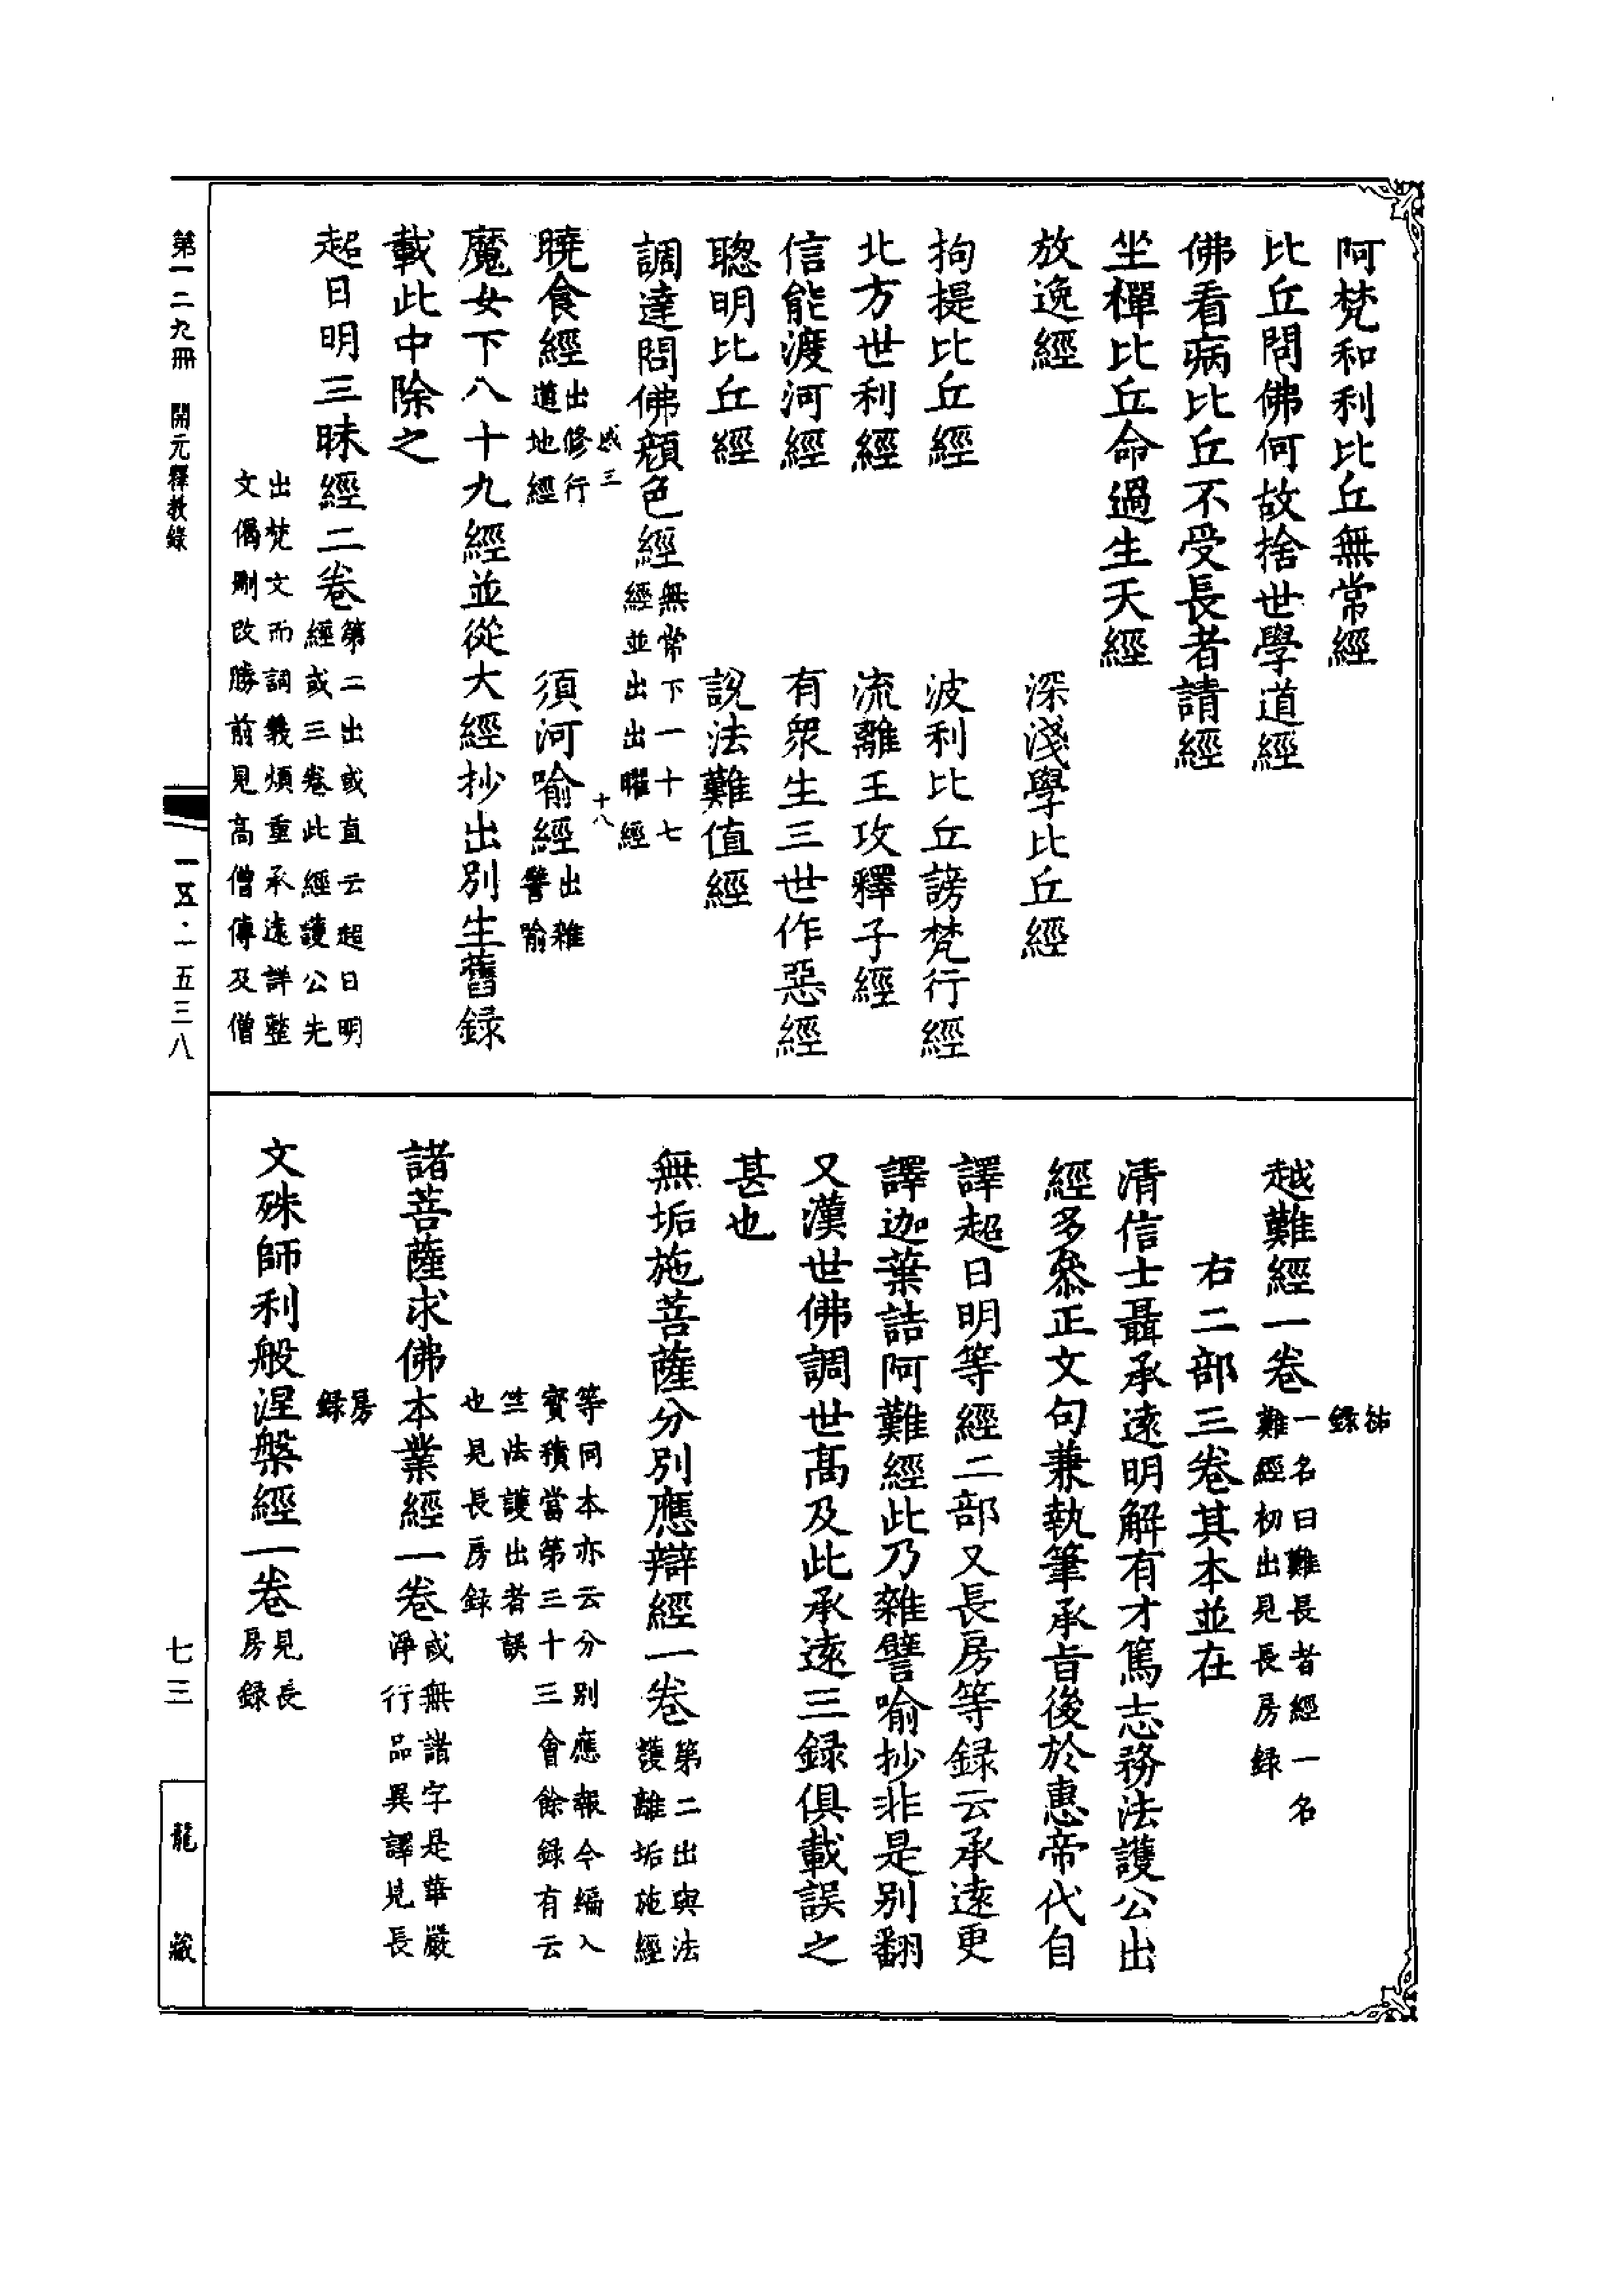 阿梵和利比丘無常經
比丘問佛何故捨世學道經
佛看病比丘不受長者請經
坐禪比丘命過生天經
放逸經　深淺學比丘經
拘提比丘經　波利比丘謗梵行經
北方世利經　流離王攻釋子經
信能渡河經　有衆生三世作惡經
聰明比丘經　說法難值經
調達問佛顏色經無常下一十七
經並出出曜經
感三　十八
曉食經出修行
道地經　須河喻經出雜
譬喻
魔女下八十九經並從大經抄出別生舊録
載此中除之
超日明三昧經二卷第二出或直云超日明
經或三卷此經護公先
出梵文而詞義煩重承遠詳整
文偈刪改勝前見高僧傳及僧
祐
録
越難經一卷一名曰難長者經一名
難經初出見長房録
右二部三卷其本並在
清信士聶承遠明解有才篤志務法護公出
經多叅正文句兼執筆承旨後於惠帝代自
譯超日明等經二部又長房等録云承遠更
譯迦葉詰阿難經此乃雜譬喻抄非是别翻
又漢世佛調世髙及此承遠三録俱載誤之
甚也
無垢施菩薩分别應辯經一卷第二出與法
護離垢施經
等同本亦云分别應報今編入
寶積當第三十三會餘録有云
竺法護出者誤
也見長房録
諸菩薩求佛本業經一卷或無諸字是華嚴
淨行品異譯見長
房
録
文殊師利般涅槃經一卷見長
房録
第一二九冊　開元釋教錄
一五·一五三八
七三
龍藏